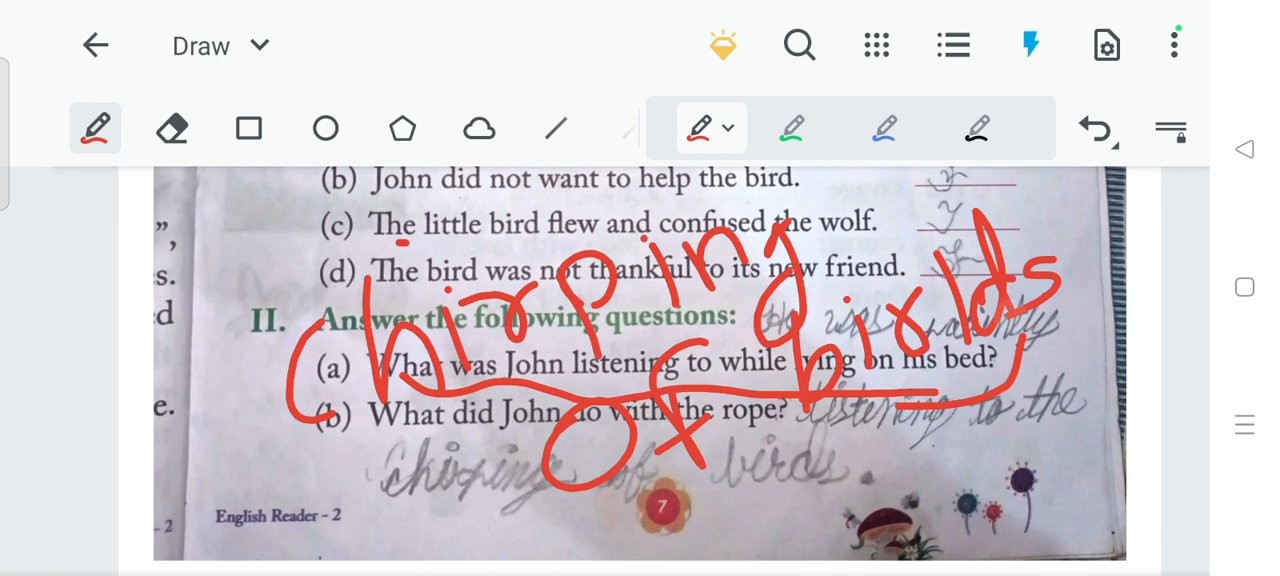 Draw
(b) John did not want to help the bird.
(c) The little bird flew and confused the wolf.
(d) The bird was not thankful to its new friend.
II. Answer the following questions:
(a) What was John listening to while lying on his bed?
(b) What did John do with the rope? listening to the
chirping of birds.
Chirping birds
of
”
,
s.
d
e.
- 2
English Reader - 2
7